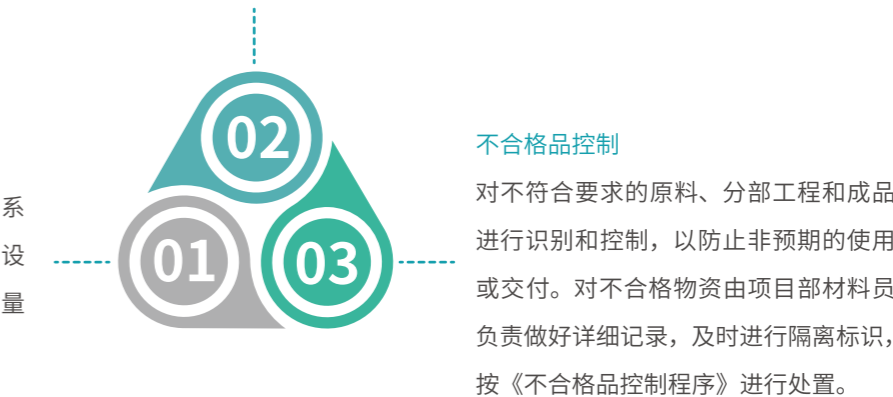 02
01
03
系
设
量
不合格品控制
对不符合要求的原料、分部工程和成品
进行识别和控制，以防止非预期的使用
或交付。对不合格物资由项目部材料员
负责做好详细记录，及时进行隔离标识，
按《不合格品控制程序》进行处置。